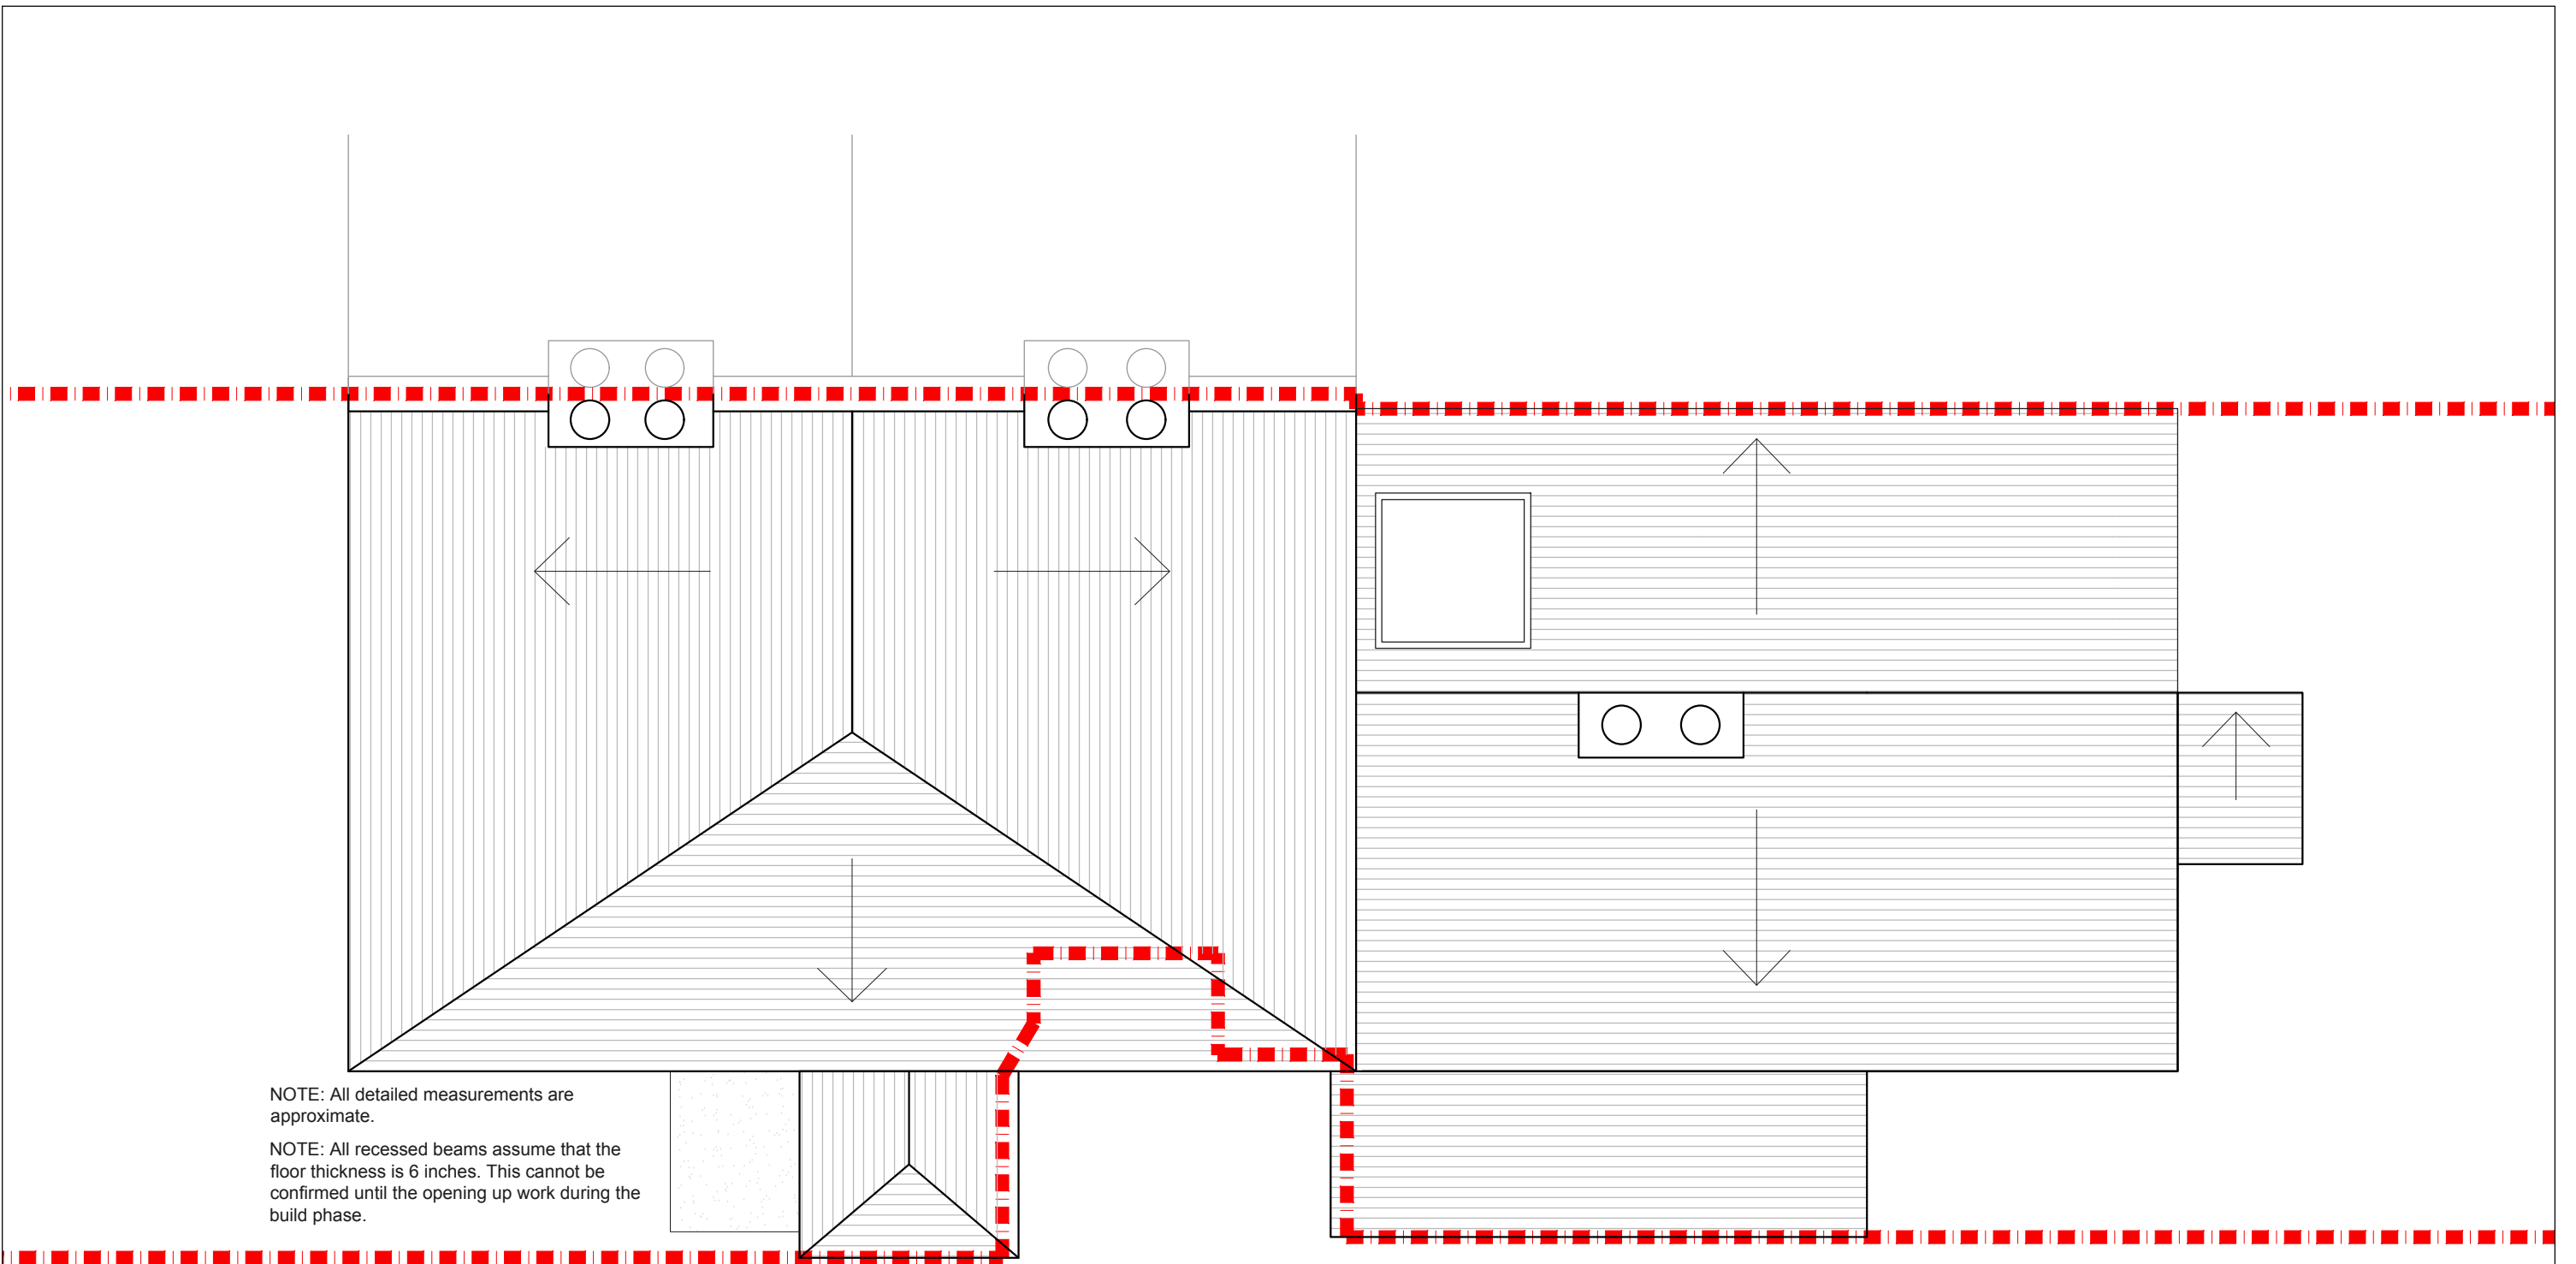 NOTE: All detailed measurements are
approximate.
NOTE: All recessed beams assume that the
floor thickness is 6 inches. This cannot be
confirmed until the opening up work during the
build phase.